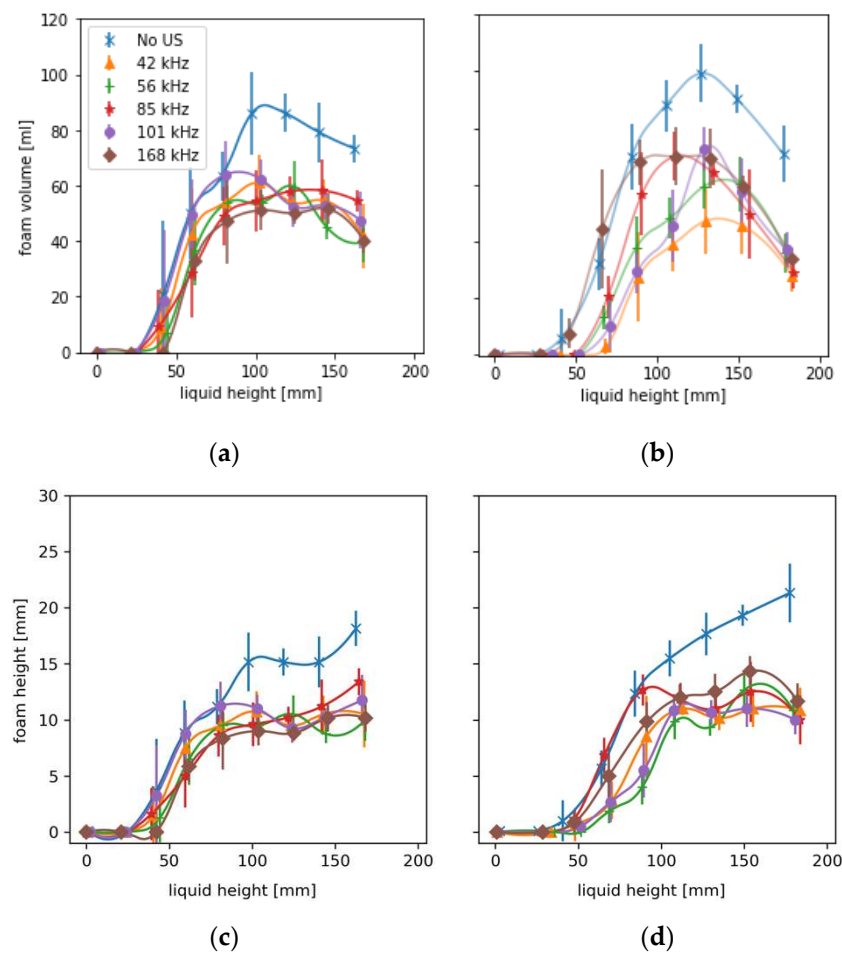 120
100
80
60
40
20
0
foam volume [ml]
No US
42 kHz
56 kHz
85 kHz
101 kHz
168 kHz
0 50 100 150 200
liquid height [mm]
0 50 100 150 200
liquid height [mm]
(a)
(b)
30
25
20
15
10
5
0
foam height [mm]
0 50 100 150 200
liquid height [mm]
0 50 100 150 200
liquid height [mm]
(c)
(d)